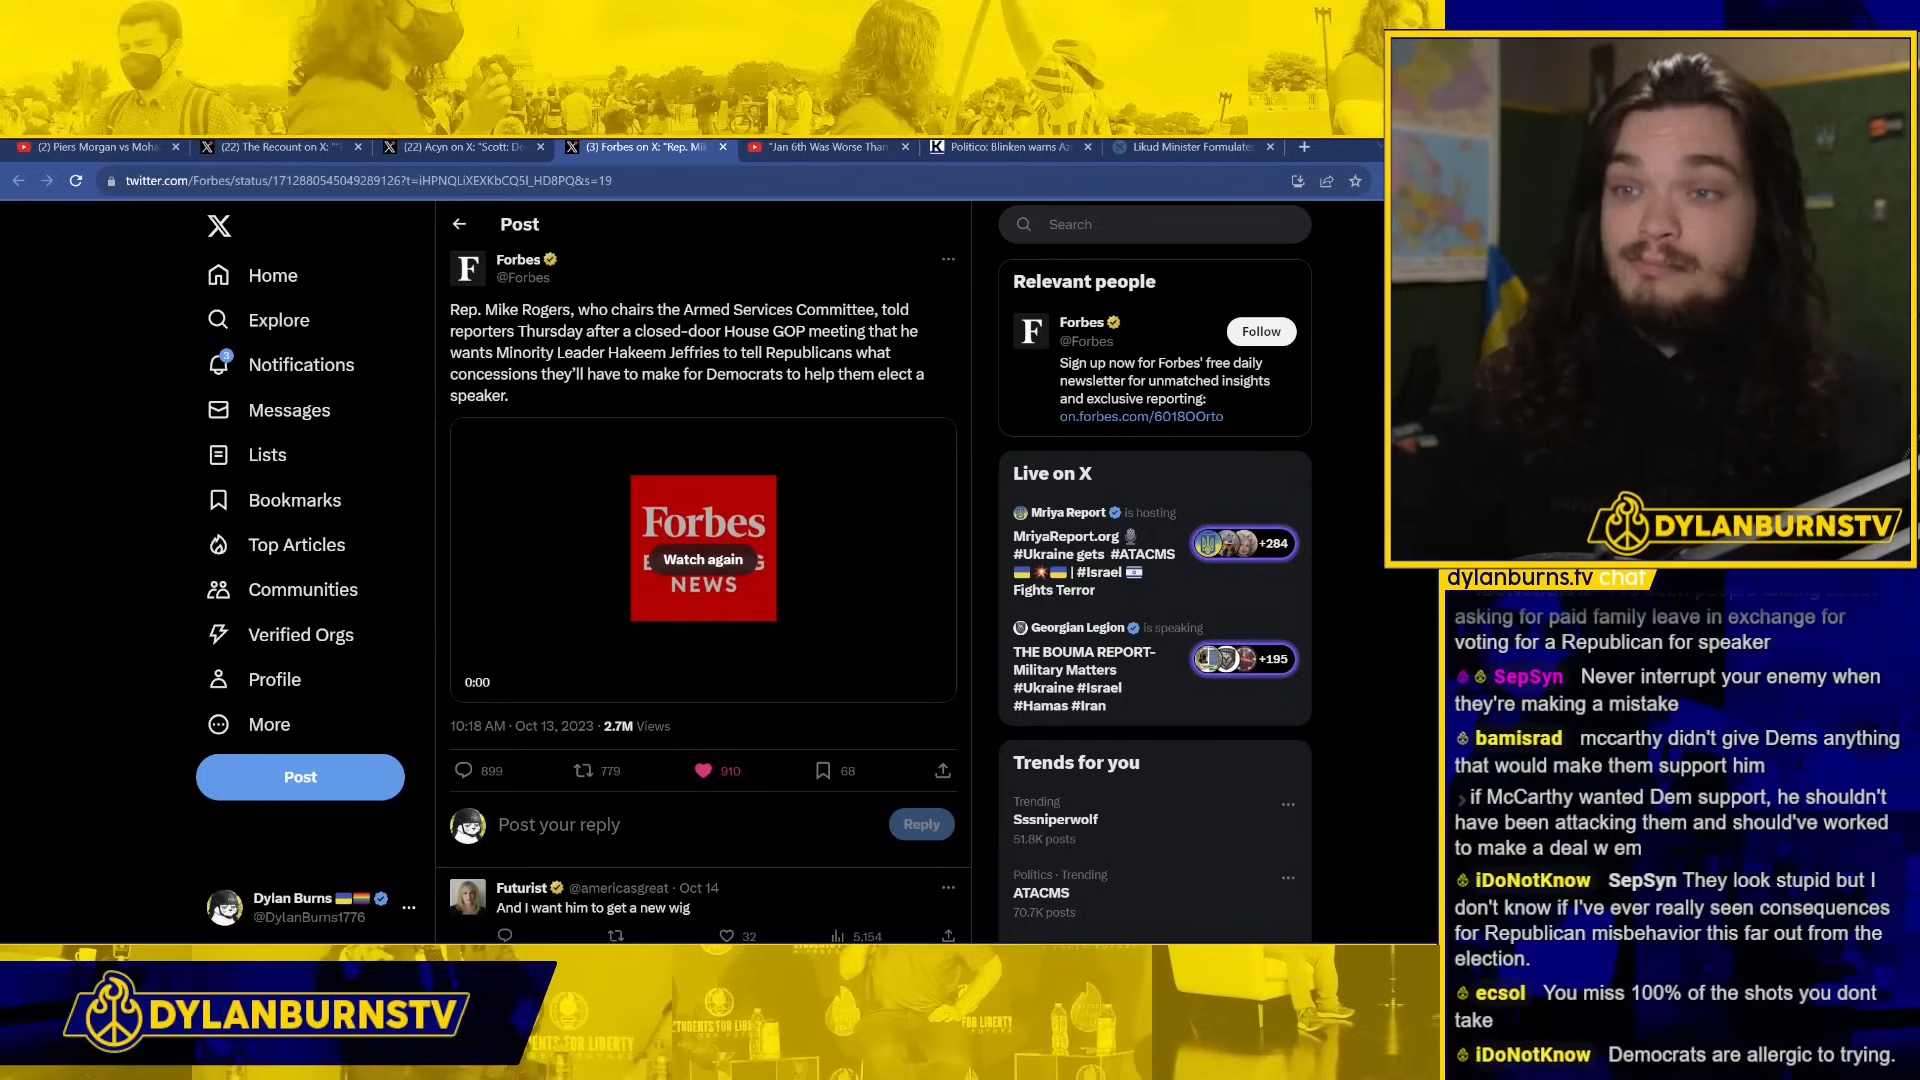 (2) Piers Morgan vs Moha
(22) The Recount on X: "
(22) Acyn on X: "Scott: De
(3) Forbes on X: "Rep. Mi
"Jan 6th Was Worse Than
Politico: Blinken warns Az
Likud Minister Formulate
twitter.com/Forbes/status/1712880545049289126?t=iHPNQLiXEXKbCQ5l_HD8PQ&s=19
Home
Explore
3
Notifications
Messages
Lists
Bookmarks
Top Articles
Communities
Verified Orgs
Profile
More
Post
Dylan Burns
@DylanBurns1776
Post
F
Forbes
@Forbes
Rep. Mike Rogers, who chairs the Armed Services Committee, told
reporters Thursday after a closed-door House GOP meeting that he
wants Minority Leader Hakeem Jeffries to tell Republicans what
concessions they'll have to make for Democrats to help them elect a
speaker.
Forbes
Watch again
NEWS
0:00
10:18 AM · Oct 13, 2023 · 2.7M Views
899
779
910
68
Post your reply
Reply
Futurist @americasgreat · Oct 14
And I want him to get a new wig
32
5,154
Search
Relevant people
F
Forbes
@Forbes
Follow
Sign up now for Forbes' free daily
newsletter for unmatched insights
and exclusive reporting:
on.forbes.com/6018OOrto
Live on X
Mriya Report is hosting
MriyaReport.org
#Ukraine gets #ATACMS
| #Israel
Fights Terror
+284
Georgian Legion is speaking
THE BOUMA REPORT-
Military Matters
#Ukraine #Israel
#Hamas #Iran
+195
Trends for you
Trending
Sssniperwolf
51.8K posts
Politics · Trending
ATACMS
70.7K posts
DYLANBURNSTV
dylanburns.tv chat
asking for paid family leave in exchange for
voting for a Republican for speaker
SepSyn Never interrupt your enemy when
they're making a mistake
bamisrad mccarthy didn't give Dems anything
that would make them support him
if McCarthy wanted Dem support, he shouldn't
have been attacking them and should've worked
to make a deal w em
iDoNotKnow SepSyn They look stupid but I
don't know if I've ever really seen consequences
for Republican misbehavior this far out from the
election.
ecsol You miss 100% of the shots you dont
take
iDoNotKnow Democrats are allergic to trying.
DYLANBURNSTV
FOR LIBERTY